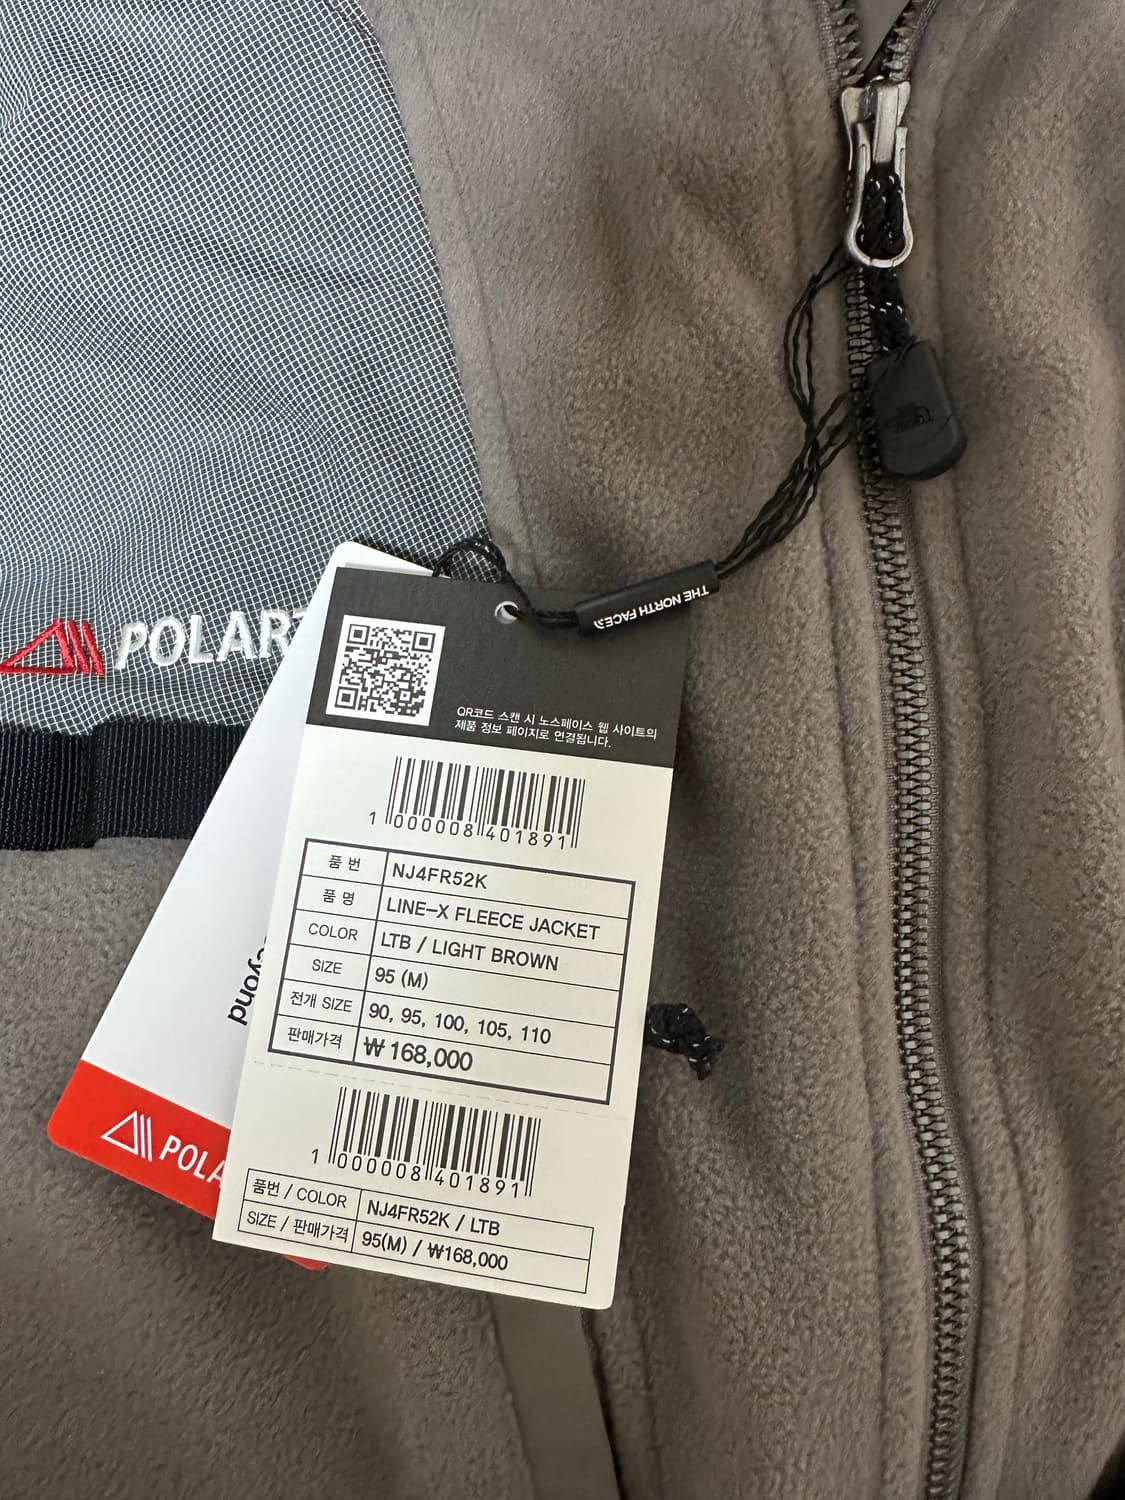 POLART
THE NORTH FACE
QR코드 스캔 시 노스페이스 웹 사이트의
제품 정보 페이지로 연결됩니다.
1 000008 401891
품 번 NJ4FR52K
품 명 LINE-X FLEECE JACKET
COLOR LTB / LIGHT BROWN
SIZE 95 (M)
전개 SIZE 90, 95, 100, 105, 110
판매가격 ₩ 168,000
1 000008 401891
품번 / COLOR NJ4FR52K / LTB
SIZE / 판매가격 95(M) / ₩168,000
eyond
POLA